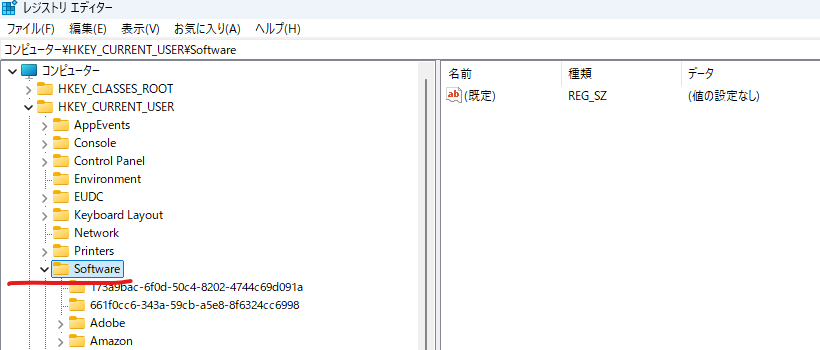 レジストリ エディター
ファイル(F) 編集(E) 表示(V) お気に入り(A) ヘルプ(H)
コンピューター¥HKEY_CURRENT_USER¥Software
コンピューター
HKEY_CLASSES_ROOT
HKEY_CURRENT_USER
AppEvents
Console
Control Panel
Environment
EUDC
Keyboard Layout
Network
Printers
Software
173a9bac-6f0d-50c4-8202-4744c69d091a
661f0cc6-343a-59cb-a5e8-8f6324cc6998
Adobe
Amazon
名前 種類 データ
ab (既定) REG_SZ (値の設定なし)